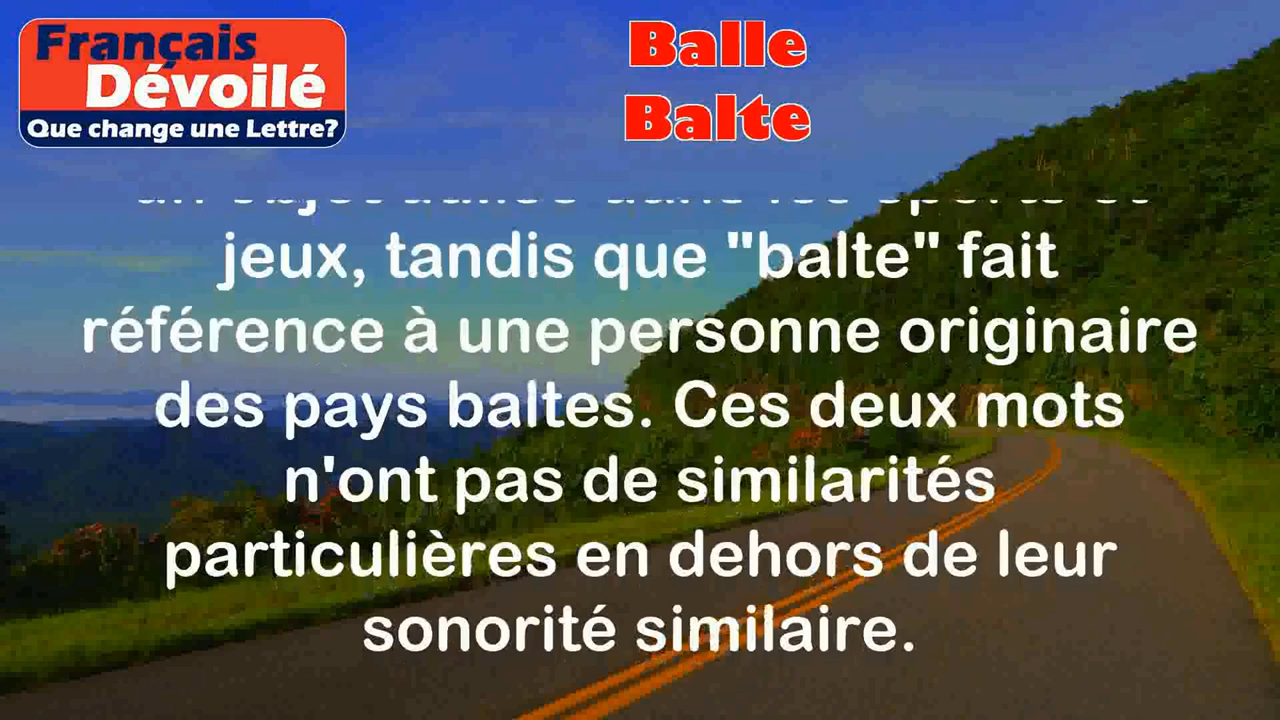 Français
Dévoilé
Que change une Lettre?
Balle
Balte
jeux, tandis que "balte" fait
référence à une personne originaire
des pays baltes. Ces deux mots
n'ont pas de similarités
particulières en dehors de leur
sonorité similaire.